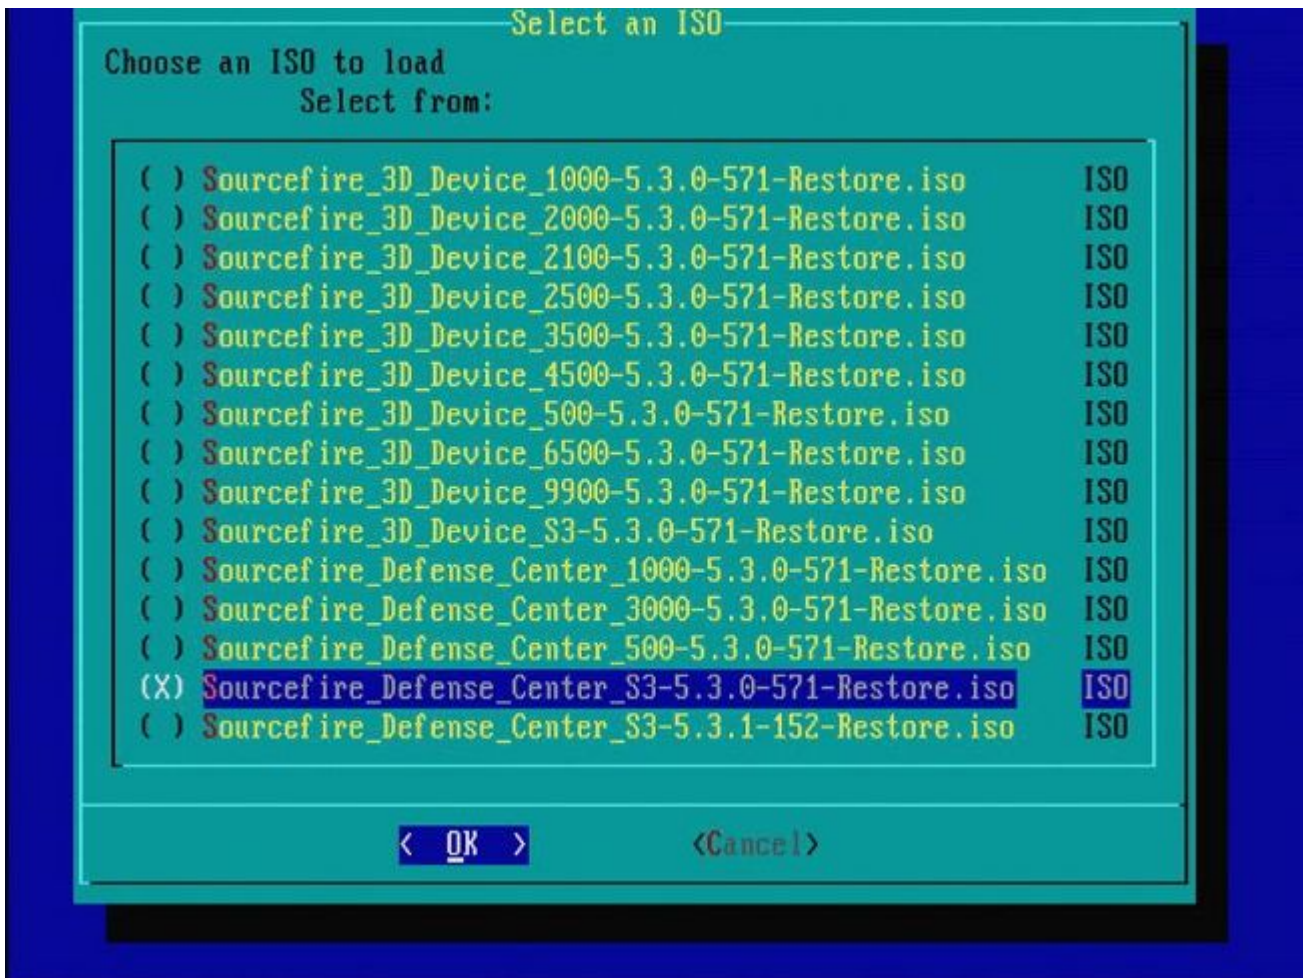 Select an ISO
Choose an ISO to load
Select from:
( ) Sourcefire_3D_Device_1000-5.3.0-571-Restore.iso ISO
( ) Sourcefire_3D_Device_2000-5.3.0-571-Restore.iso ISO
( ) Sourcefire_3D_Device_2100-5.3.0-571-Restore.iso ISO
( ) Sourcefire_3D_Device_2500-5.3.0-571-Restore.iso ISO
( ) Sourcefire_3D_Device_3500-5.3.0-571-Restore.iso ISO
( ) Sourcefire_3D_Device_4500-5.3.0-571-Restore.iso ISO
( ) Sourcefire_3D_Device_500-5.3.0-571-Restore.iso ISO
( ) Sourcefire_3D_Device_6500-5.3.0-571-Restore.iso ISO
( ) Sourcefire_3D_Device_9900-5.3.0-571-Restore.iso ISO
( ) Sourcefire_3D_Device_S3-5.3.0-571-Restore.iso ISO
( ) Sourcefire_Defense_Center_1000-5.3.0-571-Restore.iso ISO
( ) Sourcefire_Defense_Center_3000-5.3.0-571-Restore.iso ISO
( ) Sourcefire_Defense_Center_500-5.3.0-571-Restore.iso ISO
(X) Sourcefire_Defense_Center_S3-5.3.0-571-Restore.iso ISO
( ) Sourcefire_Defense_Center_S3-5.3.1-152-Restore.iso ISO
< OK > <Cancel>